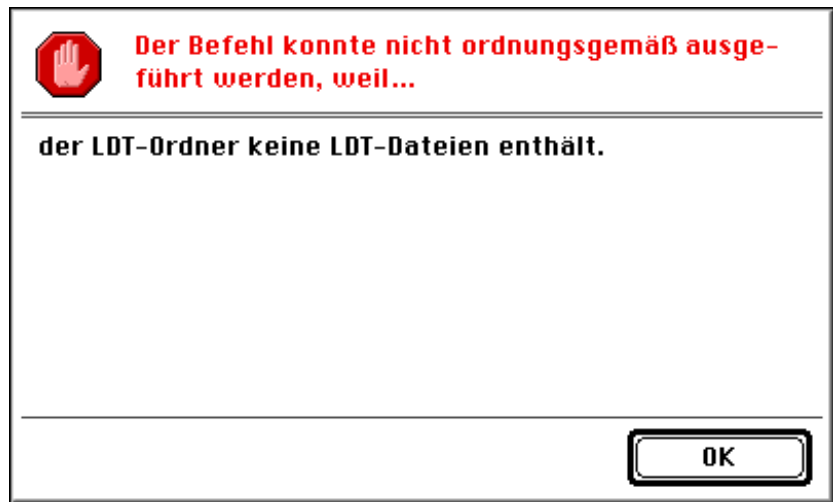 Der Befehl konnte nicht ordnungsgemäß ausge-
führt werden, weil...
der LDT-Ordner keine LDT-Dateien enthält.
OK